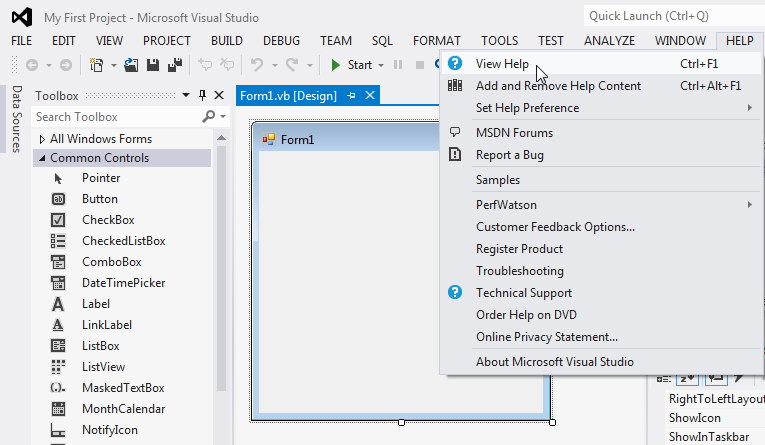 My First Project - Microsoft Visual Studio
Quick Launch (Ctrl+Q)
FILE EDIT VIEW PROJECT BUILD DEBUG TEAM SQL FORMAT TOOLS TEST ANALYZE WINDOW HELP
Start
Data Sources
Toolbox
Search Toolbox
All Windows Forms
Common Controls
Pointer
Button
CheckBox
CheckedListBox
ComboBox
DateTimePicker
Label
LinkLabel
ListBox
ListView
MaskedTextBox
MonthCalendar
NotifyIcon
Form1.vb [Design]
Form1
View Help Ctrl+F1
Add and Remove Help Content Ctrl+Alt+F1
Set Help Preference
MSDN Forums
Report a Bug
Samples
PerfWatson
Customer Feedback Options...
Register Product
Troubleshooting
Technical Support
Order Help on DVD
Online Privacy Statement...
About Microsoft Visual Studio
RightToLeftLayou
ShowIcon
ShowInTaskbar